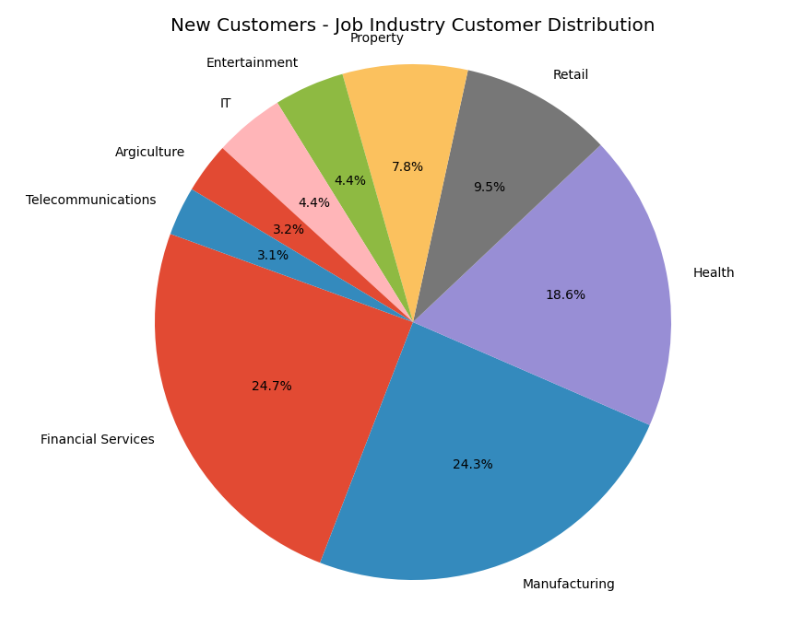 New Customers - Job Industry Customer Distribution
Property
Entertainment
Retail
IT
Argiculture
Telecommunications
Health
Financial Services
Manufacturing
7.8%
4.4%
9.5%
4.4%
3.2%
3.1%
18.6%
24.7%
24.3%